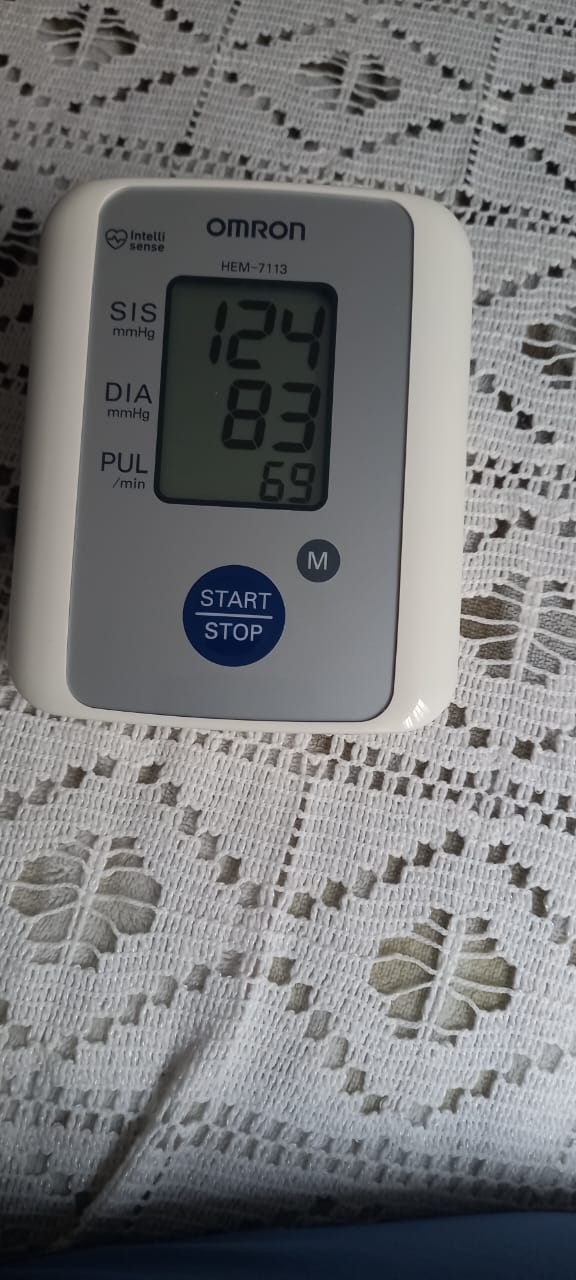 OMRON
Intelli
sense
HEM-7113
SIS
mmHg
124
DIA
mmHg
83
PUL
/min
69
M
START
STOP